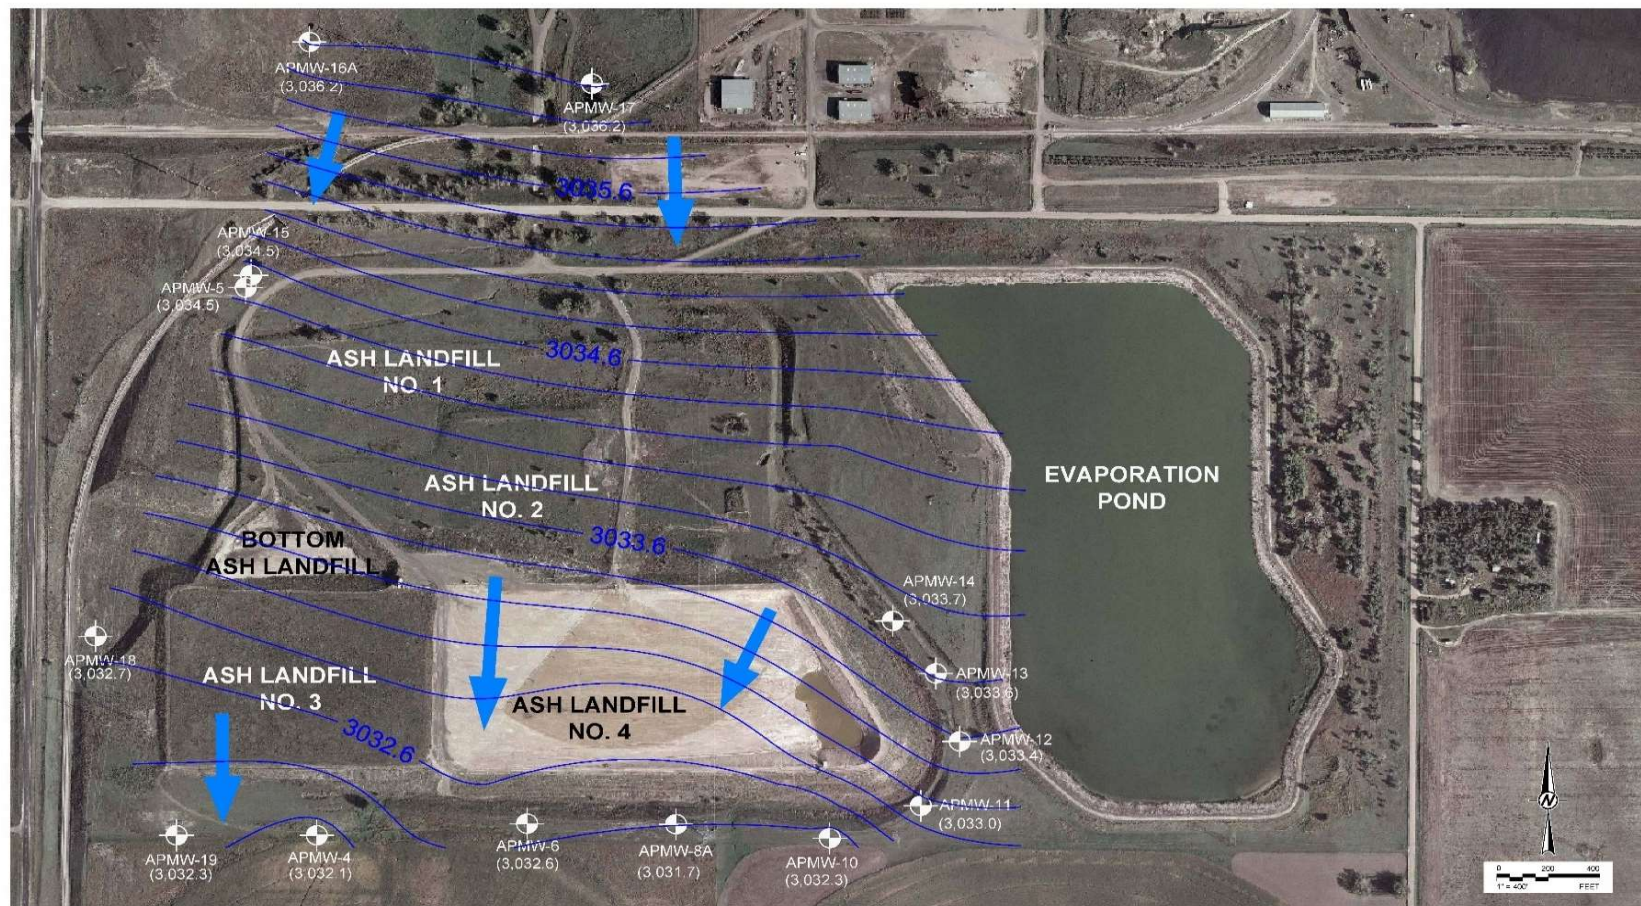 APMW-16A
(3,036.2)
APMW-17
(3,036.2)
3035.6
APMW-15
(3,034.5)
APMW-5
(3,034.5)
3034.6
ASH LANDFILL
NO. 1
ASH LANDFILL
NO. 2
EVAPORATION
POND
3033.6
BOTTOM
ASH LANDFILL
APMW-14
(3,033.7)
APMW-18
(3,032.7)
ASH LANDFILL
NO. 3
APMW-13
(3,033.6)
ASH LANDFILL
NO. 4
3032.6
APMW-12
(3,033.4)
APMW-11
(3,033.0)
APMW-19
(3,032.3)
APMW-4
(3,032.1)
APMW-6
(3,032.6)
APMW-8A
(3,031.7)
APMW-10
(3,032.3)
N
0 200 400
1" = 400' FEET